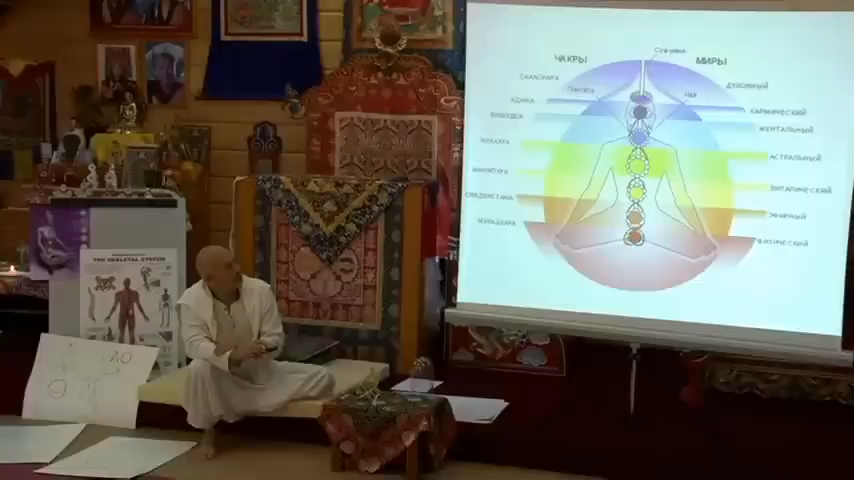 THE SKELETAL SYSTEM
ЧАКРЫ
МИРЫ
САХАСРАРА
АДЖНА
ВИШУДХА
АНАХАТА
МАНИПУРА
СВАДХИСТАНА
МУЛАДХАРА
Сушумна
Пингала
Ида
ДУХОВНЫЙ
КАРМИЧЕСКИЙ
МЕНТАЛЬНЫЙ
АСТРАЛЬНЫЙ
ВИТАЛИЧЕСКИЙ
ЭФИРНЫЙ
ФИЗИЧЕСКИЙ